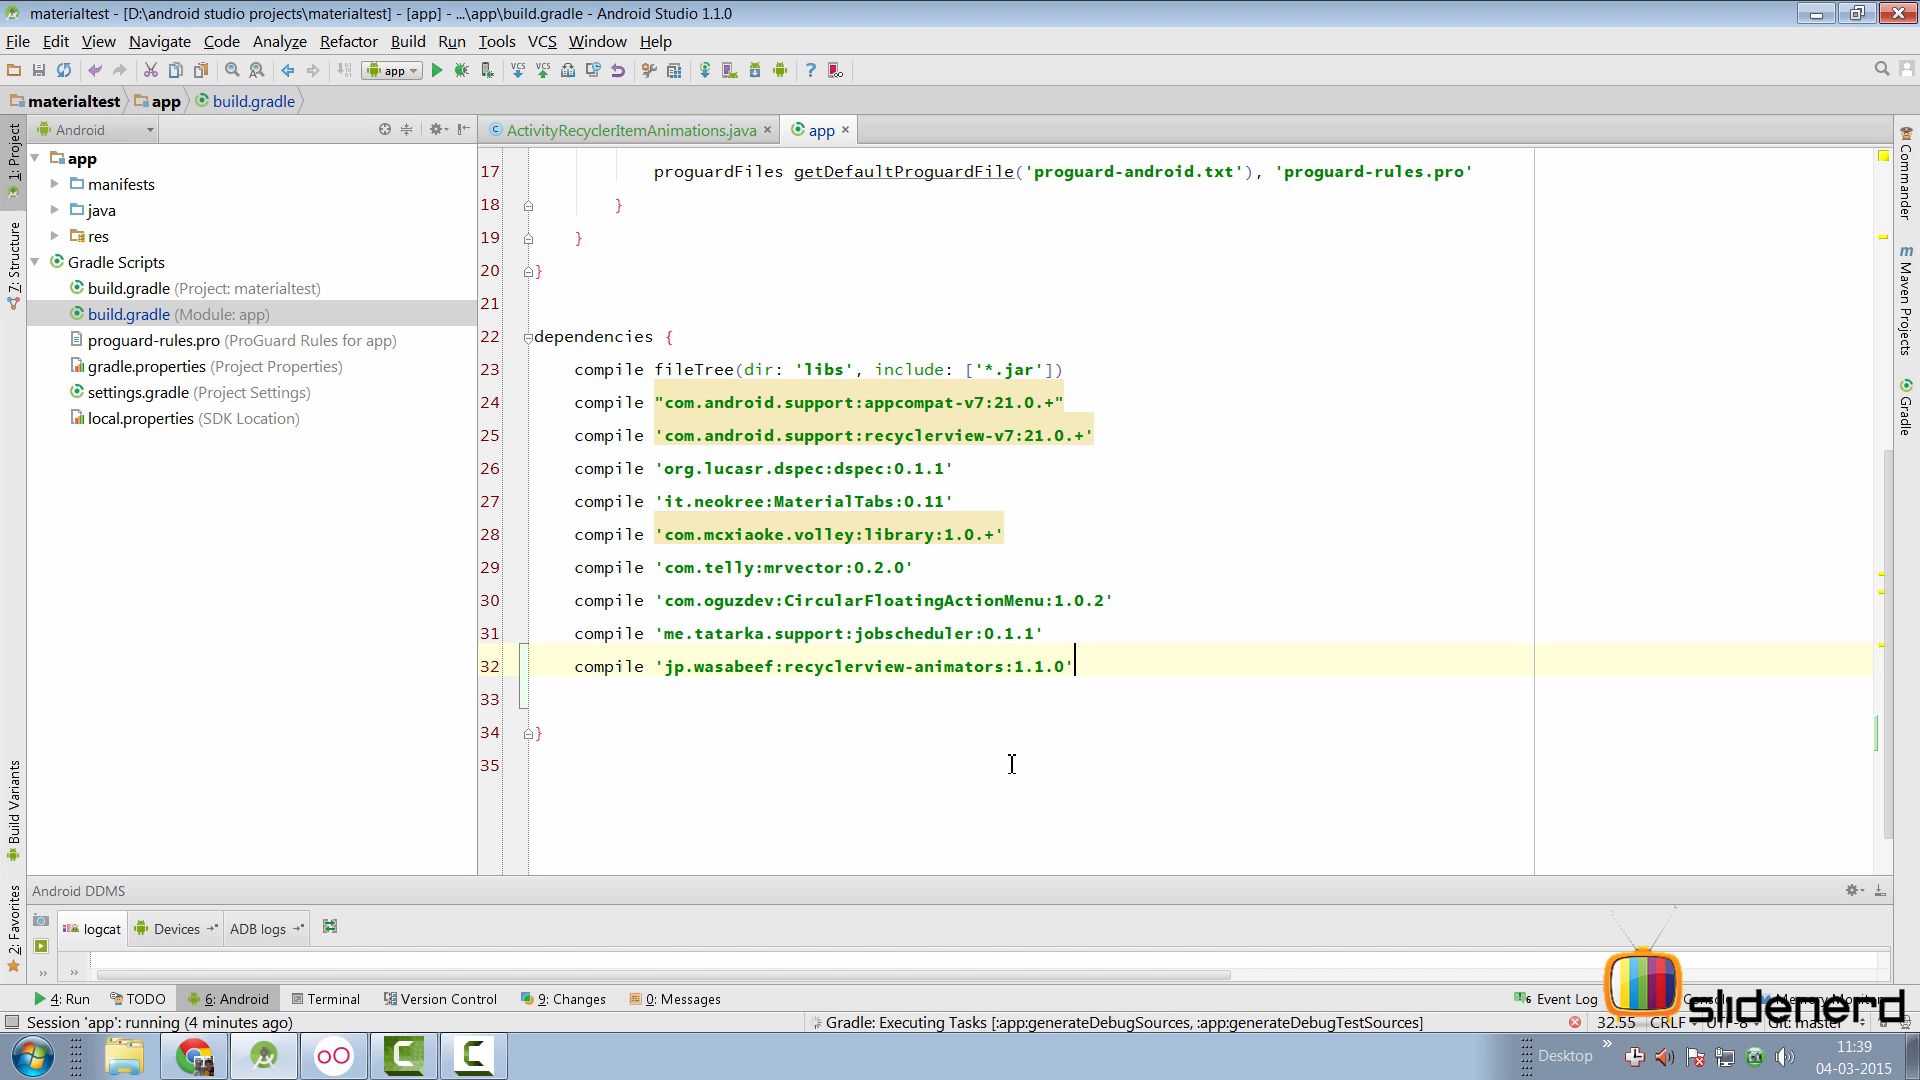 materialtest - [D:\android studio projects\materialtest] - [app] - ...\app\build.gradle - Android Studio 1.1.0
File Edit View Navigate Code Analyze Refactor Build Run Tools VCS Window Help
app
materialtest app build.gradle
Android
ActivityRecyclerItemAnimations.java
app
1: Project
Z: Structure
Build Variants
2: Favorites
app
manifests
java
res
Gradle Scripts
build.gradle (Project: materialtest)
build.gradle (Module: app)
proguard-rules.pro (ProGuard Rules for app)
gradle.properties (Project Properties)
settings.gradle (Project Settings)
local.properties (SDK Location)
17 proguardFiles getDefaultProguardFile('proguard-android.txt'), 'proguard-rules.pro'
18 }
19 }
20 }
21
22 dependencies {
23 compile fileTree(dir: 'libs', include: ['*.jar'])
24 compile "com.android.support:appcompat-v7:21.0.+"
25 compile 'com.android.support:recyclerview-v7:21.0.+'
26 compile 'org.lucasr.dspec:dspec:0.1.1'
27 compile 'it.neokree:MaterialTabs:0.11'
28 compile 'com.mcxiaoke.volley:library:1.0.+'
29 compile 'com.telly:mrvector:0.2.0'
30 compile 'com.oguzdev:CircularFloatingActionMenu:1.0.2'
31 compile 'me.tatarka.support:jobscheduler:0.1.1'
32 compile 'jp.wasabeef:recyclerview-animators:1.1.0'
33
34 }
35
Commander
Maven Projects
Gradle
Android DDMS
logcat Devices ADB logs
4: Run TODO 6: Android Terminal Version Control 9: Changes 0: Messages Event Log
slidenerd
Session 'app': running (4 minutes ago) Gradle: Executing Tasks [:app:generateDebugSources, :app:generateDebugTestSources] 32:55 CRLF UTF-8 Git: master
Desktop
11:39
04-03-2015